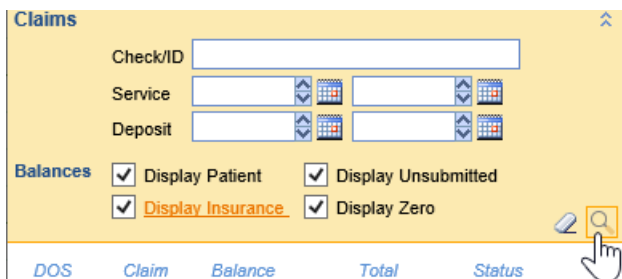 Claims
Check/ID
Service
Deposit
Balances Display Patient Display Unsubmitted
Display Insurance Display Zero
DOS Claim Balance Total Status